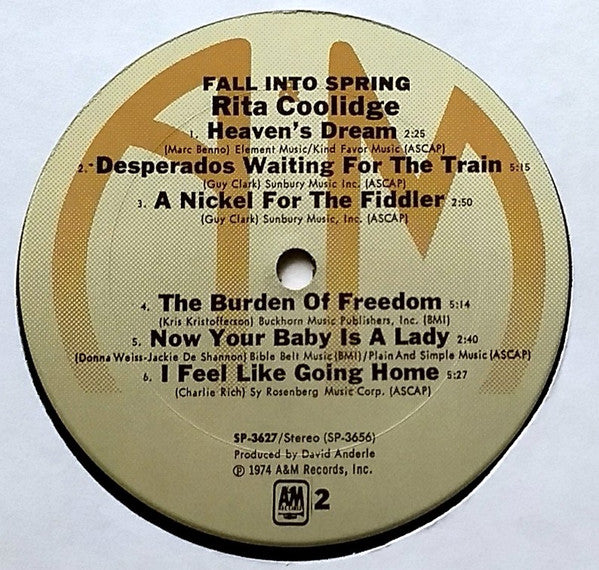 FALL INTO SPRING
Rita Coolidge
1. Heaven's Dream 2:25
(Marc Benno) Element Music/Kind Favor Music (ASCAP)
2. Desperados Waiting For The Train 5:15
(Guy Clark) Sunbury Music Inc. (ASCAP)
3. A Nickel For The Fiddler 2:50
(Guy Clark) Sunbury Music, Inc. (ASCAP)
4. The Burden Of Freedom 5:14
(Kris Kristofferson) Buckhorn Music Publishers, Inc. (BMI)
5. Now Your Baby Is A Lady 2:40
(Donna Weiss-Jackie De Shannon) Bible Belt Music (BMI)/Plain And Simple Music (ASCAP)
6. I Feel Like Going Home 5:27
(Charlie Rich) Sy Rosenberg Music Corp. (ASCAP)
SP-3627/Stereo (SP-3656)
Produced by David Anderle
℗ 1974 A&M Records, Inc.
A&M
RECORDS
2